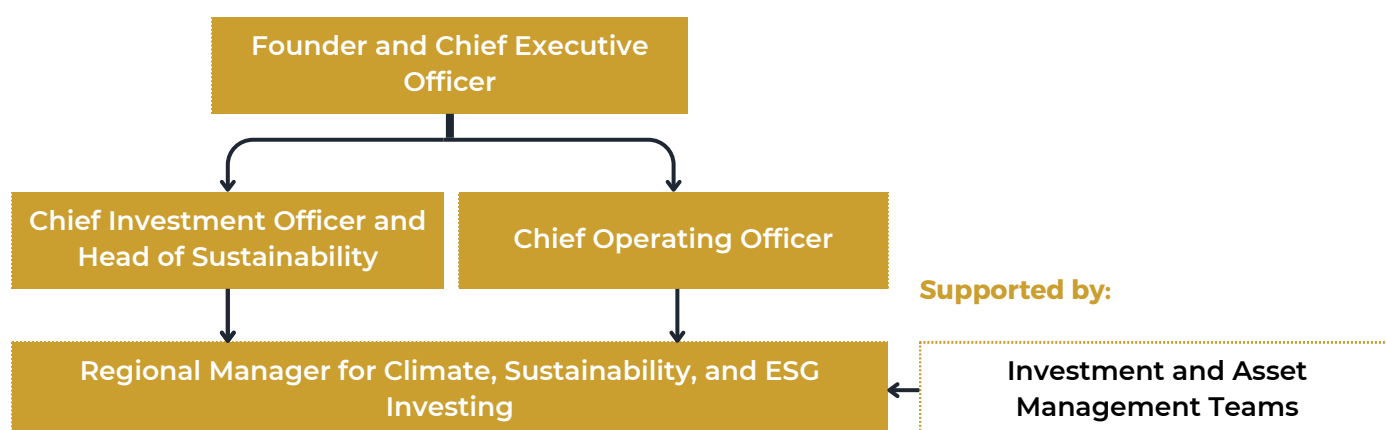 Founder and Chief Executive
Officer
Chief Investment Officer and
Head of Sustainability
Chief Operating Officer
Supported by:
Regional Manager for Climate, Sustainability, and ESG
Investing
Investment and Asset
Management Teams